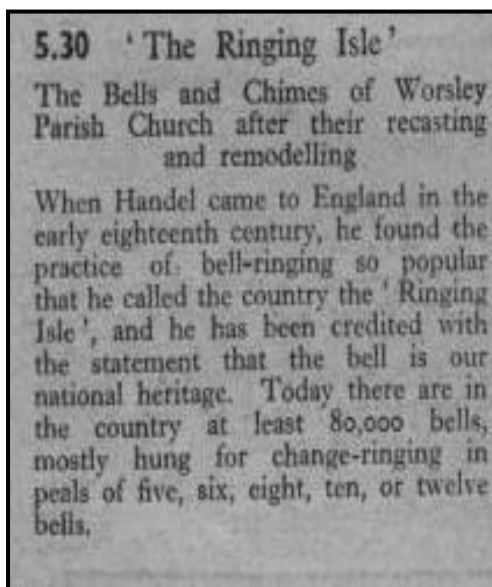 5.30 ‘The Ringing Isle’
The Bells and Chimes of Worsley
Parish Church after their recasting
and remodelling
When Handel came to England in the
early eighteenth century, he found the
practice of bell-ringing so popular
that he called the country the ‘Ringing
Isle’, and he has been credited with
the statement that the bell is our
national heritage. Today there are in
the country at least 80,000 bells,
mostly hung for change-ringing in
peals of five, six, eight, ten, or twelve
bells.